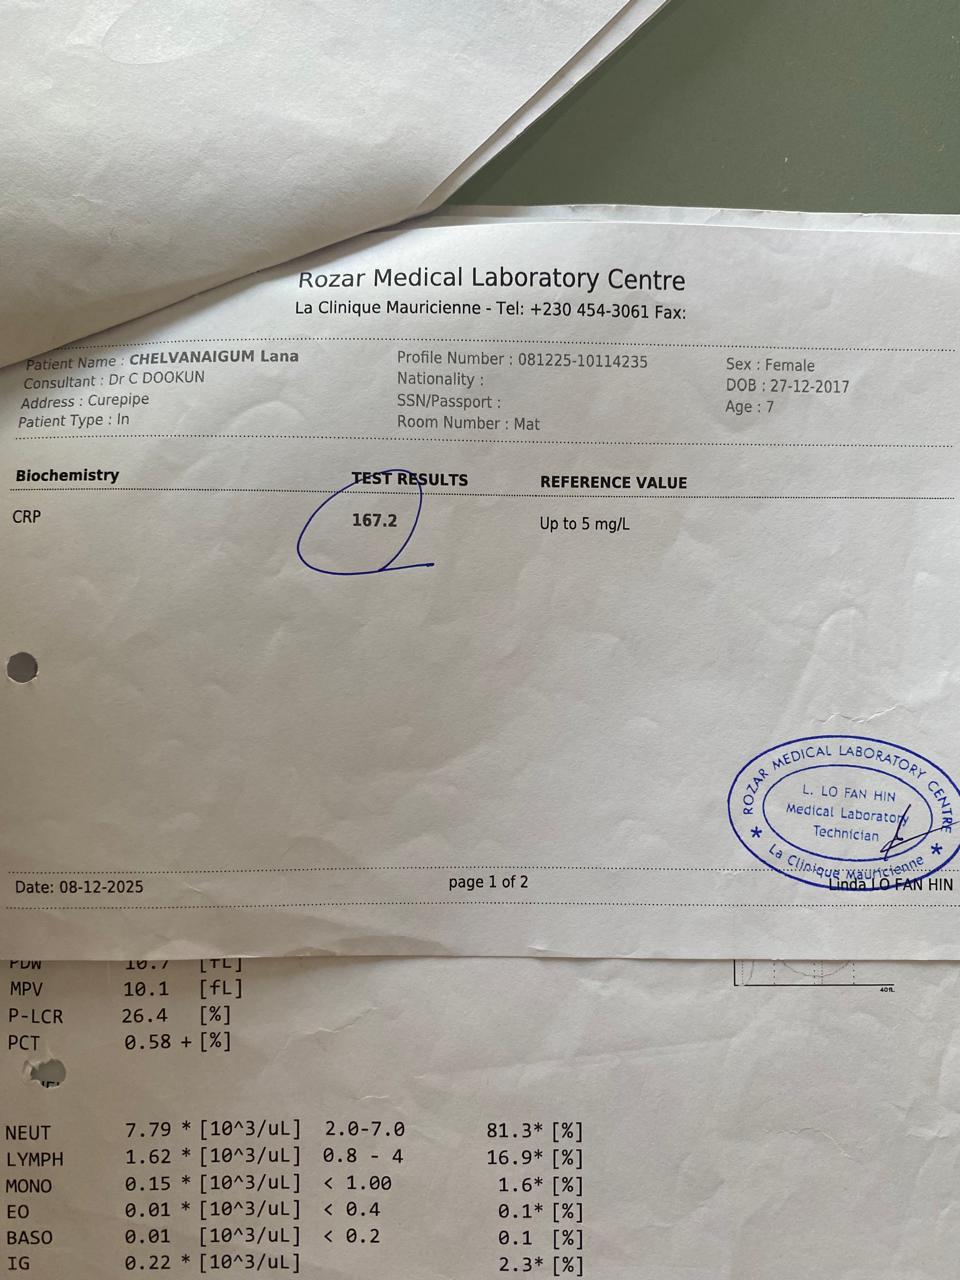 Rozar Medical Laboratory Centre
La Clinique Mauricienne - Tel: +230 454-3061 Fax:
Patient Name : CHELVANAIGUM Lana Profile Number : 081225-10114235 Sex : Female
Consultant : Dr C DOOKUN Nationality : DOB : 27-12-2017
Address : Curepipe SSN/Passport : Age : 7
Patient Type : In Room Number : Mat
Biochemistry TEST RESULTS REFERENCE VALUE
CRP 167.2 Up to 5 mg/L
ROZAR MEDICAL LABORATORY CENTRE
L. LO FAN HIN
Medical Laboratory
Technician
La Clinique Mauricienne
Date: 08-12-2025 page 1 of 2 Linda LO FAN HIN
PDW 10.7 [fL]
MPV 10.1 [fL]
40fL
P-LCR 26.4 [%]
PCT 0.58 + [%]
NEUT 7.79 * [10^3/uL] 2.0-7.0 81.3* [%]
LYMPH 1.62 * [10^3/uL] 0.8 - 4 16.9* [%]
MONO 0.15 * [10^3/uL] < 1.00 1.6* [%]
EO 0.01 * [10^3/uL] < 0.4 0.1* [%]
BASO 0.01 [10^3/uL] < 0.2 0.1 [%]
IG 0.22 * [10^3/uL] 2.3* [%]